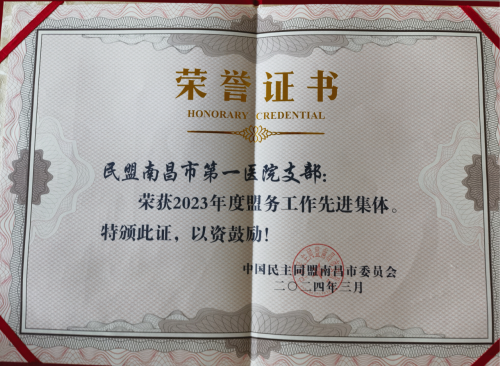 荣誉证书
HONORARY CREDENTIAL
民盟南昌市第一医院支部：
荣获2023年度盟务工作先进集体。
特颁此证，以资鼓励！
中国民主同盟南昌市委员会
二〇二四年三月